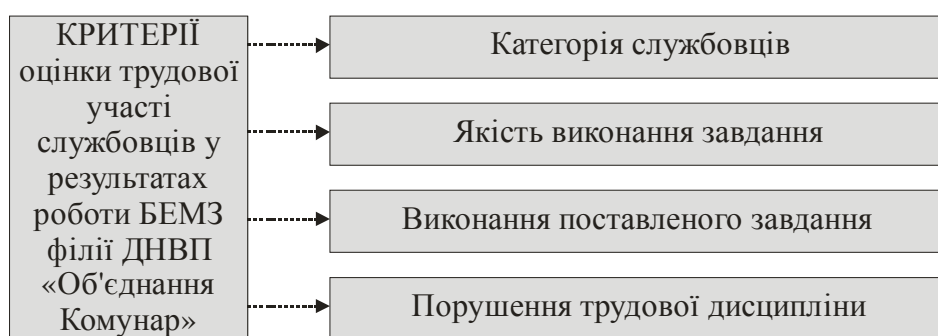 КРИТЕРІЇ
оцінки трудової
участі
службовців у
результатах
роботи БЕМЗ
філії ДНВП
«Об'єднання
Комунар»
Категорія службовців
Якість виконання завдання
Виконання поставленого завдання
Порушення трудової дисципліни